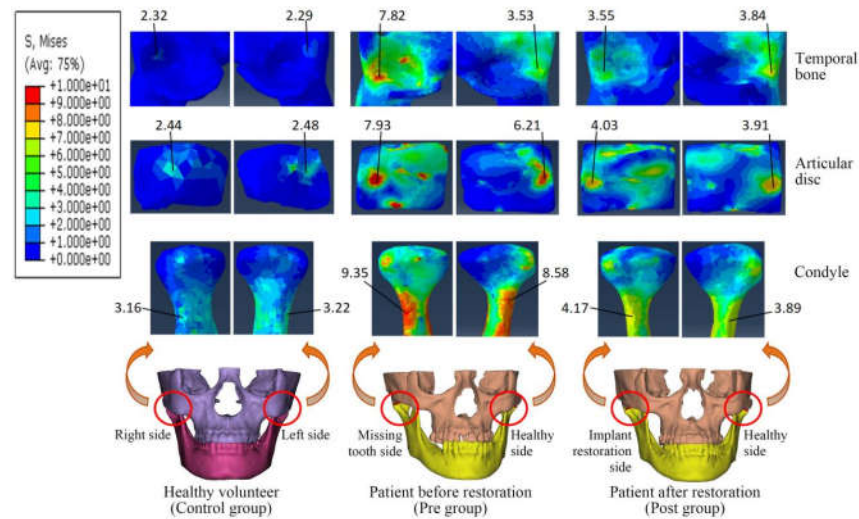 2.32
2.29
7.82
3.53
3.55
3.84
S, Mises
(Avg: 75%)
+1.000e+01
+9.000e+00
+8.000e+00
+7.000e+00
+6.000e+00
+5.000e+00
+4.000e+00
+3.000e+00
+2.000e+00
+1.000e+00
+0.000e+00
Temporal
bone
2.44
2.48
7.93
6.21
4.03
3.91
Articular
disc
3.16
3.22
9.35
8.58
4.17
3.89
Condyle
Right side
Left side
Missing
tooth side
Healthy
side
Implant
restoration
side
Healthy
side
Healthy volunteer
(Control group)
Patient before restoration
(Pre group)
Patient after restoration
(Post group)